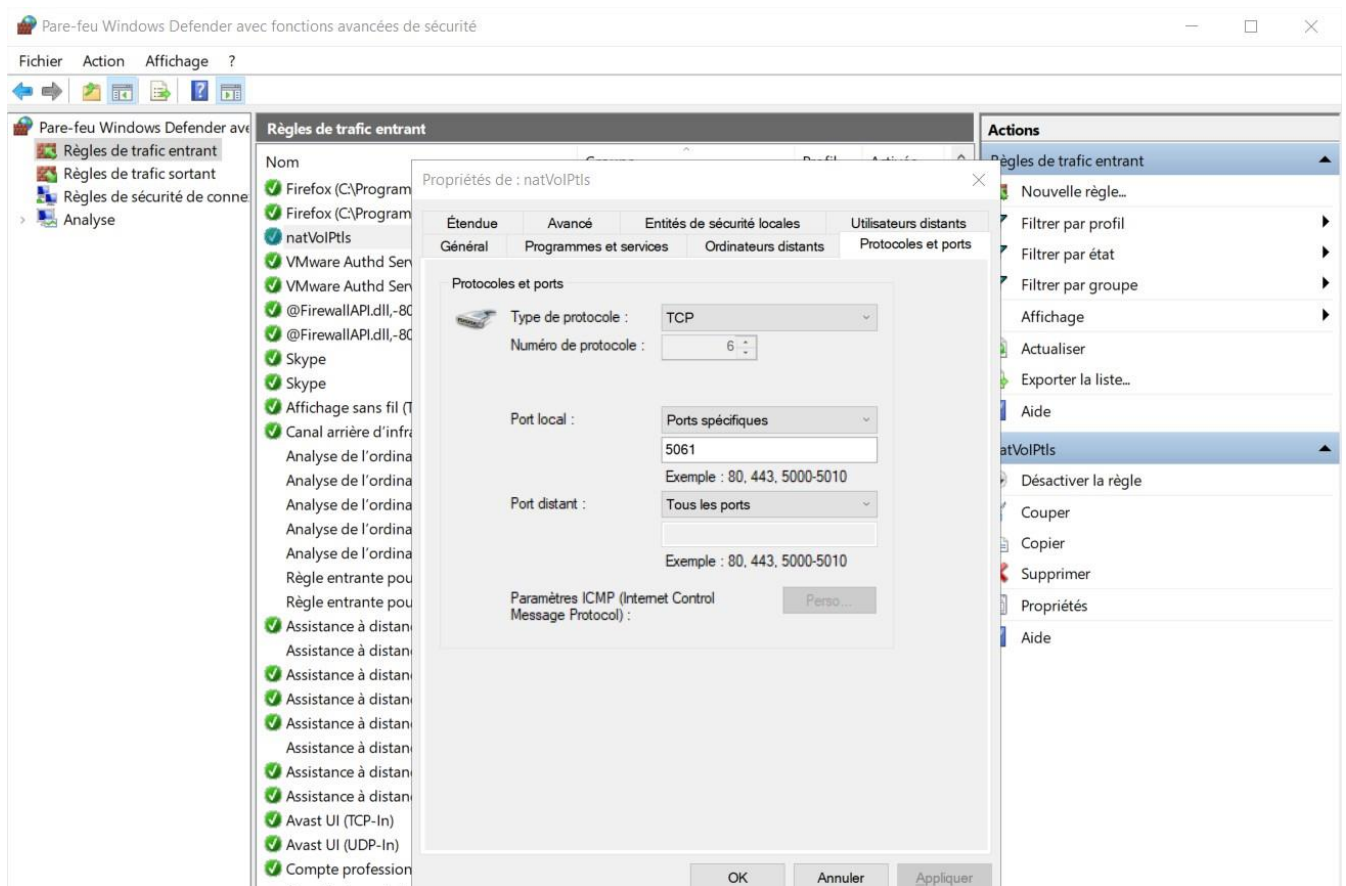 Pare-feu Windows Defender avec fonctions avancées de sécurité
Fichier Action Affichage ?
Pare-feu Windows Defender ave
Règles de trafic entrant
Règles de trafic sortant
Règles de sécurité de conne
Analyse
Règles de trafic entrant
Nom
Firefox (C:\Program
Firefox (C:\Program
natVoIPtls
VMware Authd Serv
VMware Authd Serv
@FirewallAPI.dll,-80
@FirewallAPI.dll,-80
Skype
Skype
Affichage sans fil (T
Canal arrière d'infra
Analyse de l'ordina
Analyse de l'ordina
Analyse de l'ordina
Analyse de l'ordina
Analyse de l'ordina
Règle entrante pou
Règle entrante pou
Assistance à distan
Assistance à distan
Assistance à distan
Assistance à distan
Assistance à distan
Assistance à distan
Assistance à distan
Assistance à distan
Avast UI (TCP-In)
Avast UI (UDP-In)
Compte profession
Propriétés de : natVoIPtls
Étendue Avancé Entités de sécurité locales Utilisateurs distants
Général Programmes et services Ordinateurs distants Protocoles et ports
Protocoles et ports
Type de protocole : TCP
Numéro de protocole : 6
Port local : Ports spécifiques
5061
Exemple : 80, 443, 5000-5010
Port distant : Tous les ports
Exemple : 80, 443, 5000-5010
Paramètres ICMP (Internet Control Perso...
Message Protocol) :
OK Annuler Appliquer
Actions
Règles de trafic entrant
Nouvelle règle...
Filtrer par profil
Filtrer par état
Filtrer par groupe
Affichage
Actualiser
Exporter la liste...
Aide
atVoIPtls
Désactiver la règle
Couper
Copier
Supprimer
Propriétés
Aide